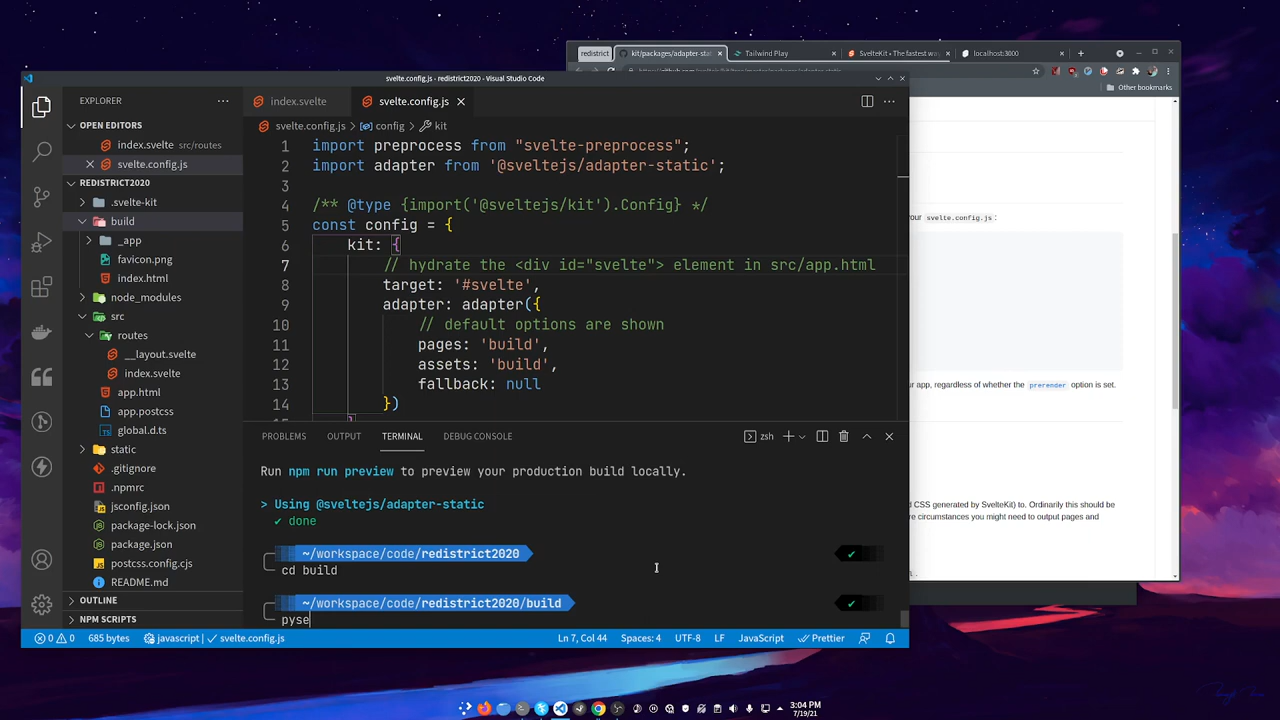 redistrict
kit/packages/adapter-stat
Tailwind Play
SvelteKit • The fastest wa
localhost:3000
Other bookmarks
svelte.config.js - redistrict2020 - Visual Studio Code
EXPLORER
index.svelte
svelte.config.js
OPEN EDITORS
index.svelte src/routes
svelte.config.js
REDISTRICT2020
.svelte-kit
build
_app
favicon.png
index.html
node_modules
src
routes
__layout.svelte
index.svelte
app.html
app.postcss
global.d.ts
static
.gitignore
.npmrc
jsconfig.json
package-lock.json
package.json
postcss.config.cjs
README.md
OUTLINE
NPM SCRIPTS
svelte.config.js > config > kit
1 import preprocess from "svelte-preprocess";
2 import adapter from '@sveltejs/adapter-static';
3
4 /** @type {import('@sveltejs/kit').Config} */
5 const config = {
6 kit: {
7 // hydrate the <div id="svelte"> element in src/app.html
8 target: '#svelte',
9 adapter: adapter({
10 // default options are shown
11 pages: 'build',
12 assets: 'build',
13 fallback: null
14 })
PROBLEMS OUTPUT TERMINAL DEBUG CONSOLE
zsh
Run npm run preview to preview your production build locally.
> Using @sveltejs/adapter-static
✔ done
~/workspace/code/redistrict2020
cd build
~/workspace/code/redistrict2020/build
pyse
0 0 685 bytes javascript | ✓ svelte.config.js
Ln 7, Col 44 Spaces: 4 UTF-8 LF JavaScript Prettier
your svelte.config.js:
ur app, regardless of whether the prerender option is set.
d CSS generated by SvelteKit) to. Ordinarily this should be
re circumstances you might need to output pages and
3:04 PM
7/19/21